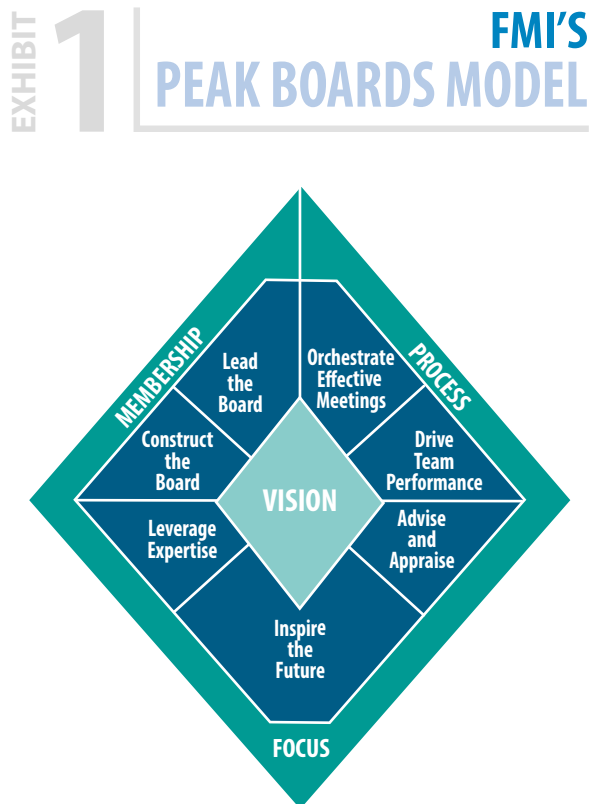 EXHIBIT
1
FMI'S
PEAK BOARDS MODEL
MEMBERSHIP
PROCESS
Lead
the
Board
Orchestrate
Effective
Meetings
Construct
the
Board
Drive
Team
Performance
VISION
Leverage
Expertise
Advise
and
Appraise
Inspire
the
Future
FOCUS